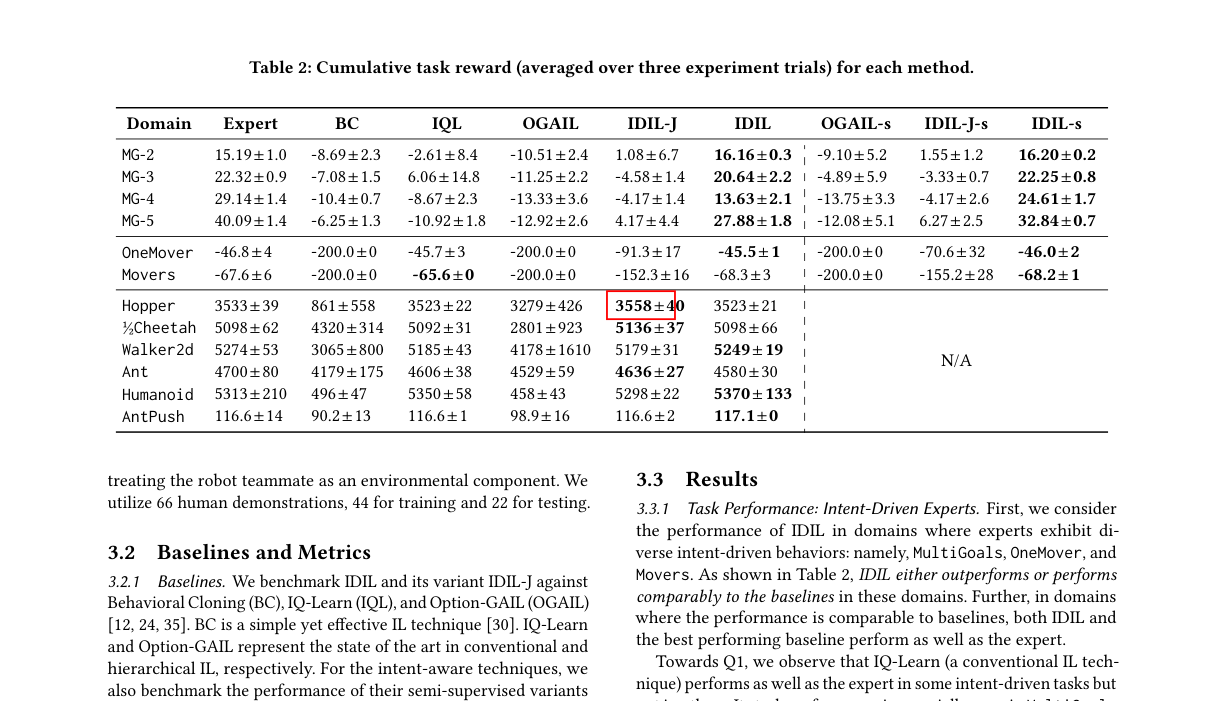 Table 2: Cumulative task reward (averaged over three experiment trials) for each method.
Domain Expert BC IQL OGAIL IDIL-J IDIL OGAIL-s IDIL-J-s IDIL-s
MG-2 15.19±1.0 -8.69±2.3 -2.61±8.4 -10.51±2.4 1.08±6.7 16.16±0.3 -9.10±5.2 1.55±1.2 16.20±0.2
MG-3 22.32±0.9 -7.08±1.5 6.06±14.8 -11.25±2.2 -4.58±1.4 20.64±2.2 -4.89±5.9 -3.33±0.7 22.25±0.8
MG-4 29.14±1.4 -10.4±0.7 -8.67±2.3 -13.33±3.6 -4.17±1.4 13.63±2.1 -13.75±3.3 -4.17±2.6 24.61±1.7
MG-5 40.09±1.4 -6.25±1.3 -10.92±1.8 -12.92±2.6 4.17±4.4 27.88±1.8 -12.08±5.1 6.27±2.5 32.84±0.7
OneMover -46.8±4 -200.0±0 -45.7±3 -200.0±0 -91.3±17 -45.5±1 -200.0±0 -70.6±32 -46.0±2
Movers -67.6±6 -200.0±0 -65.6±0 -200.0±0 -152.3±16 -68.3±3 -200.0±0 -155.2±28 -68.2±1
Hopper 3533±39 861±558 3523±22 3279±426 3558±40 3523±21
½Cheetah 5098±62 4320±314 5092±31 2801±923 5136±37 5098±66
Walker2d 5274±53 3065±800 5185±43 4178±1610 5179±31 5249±19
N/A
Ant 4700±80 4179±175 4606±38 4529±59 4636±27 4580±30
Humanoid 5313±210 496±47 5350±58 458±43 5298±22 5370±133
AntPush 116.6±14 90.2±13 116.6±1 98.9±16 116.6±2 117.1±0
treating the robot teammate as an environmental component. We
utilize 66 human demonstrations, 44 for training and 22 for testing.
3.2 Baselines and Metrics
3.2.1 Baselines. We benchmark IDIL and its variant IDIL-J against
Behavioral Cloning (BC), IQ-Learn (IQL), and Option-GAIL (OGAIL)
[12, 24, 35]. BC is a simple yet effective IL technique [30]. IQ-Learn
and Option-GAIL represent the state of the art in conventional and
hierarchical IL, respectively. For the intent-aware techniques, we
also benchmark the performance of their semi-supervised variants
3.3 Results
3.3.1 Task Performance: Intent-Driven Experts. First, we consider
the performance of IDIL in domains where experts exhibit di-
verse intent-driven behaviors: namely, MultiGoals, OneMover, and
Movers. As shown in Table 2, IDIL either outperforms or performs
comparably to the baselines in these domains. Further, in domains
where the performance is comparable to baselines, both IDIL and
the best performing baseline perform as well as the expert.
Towards Q1, we observe that IQ-Learn (a conventional IL tech-
nique) performs as well as the expert in some intent-driven tasks but